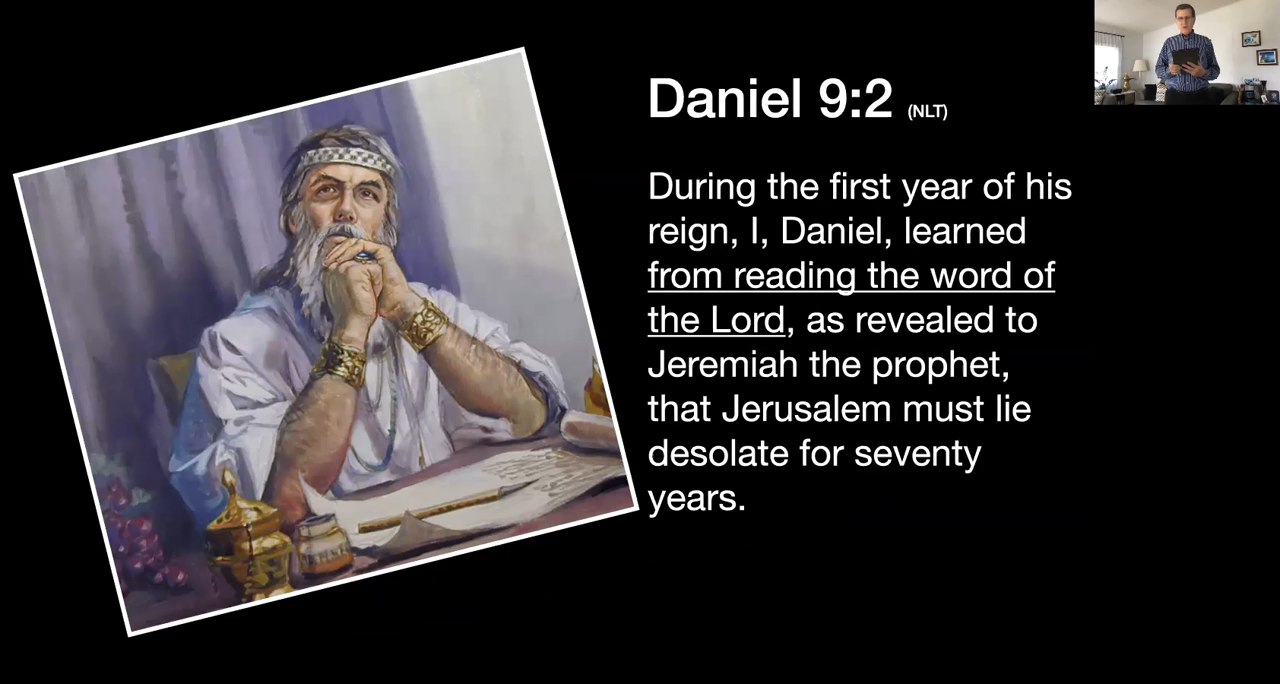 Daniel 9:2 (NLT)
During the first year of his
reign, I, Daniel, learned
from reading the word of
the Lord, as revealed to
Jeremiah the prophet,
that Jerusalem must lie
desolate for seventy
years.